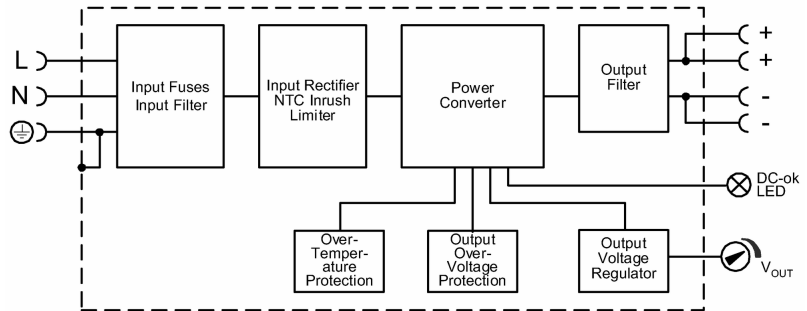 L
N
Input Fuses
Input Filter
Input Rectifier
NTC Inrush
Limiter
Power
Converter
Output
Filter
+
+
-
-
DC-ok
LED
Over-
Temper-
ature
Protection
Output
Over-
Voltage
Protection
Output
Voltage
Regulator
VOUT